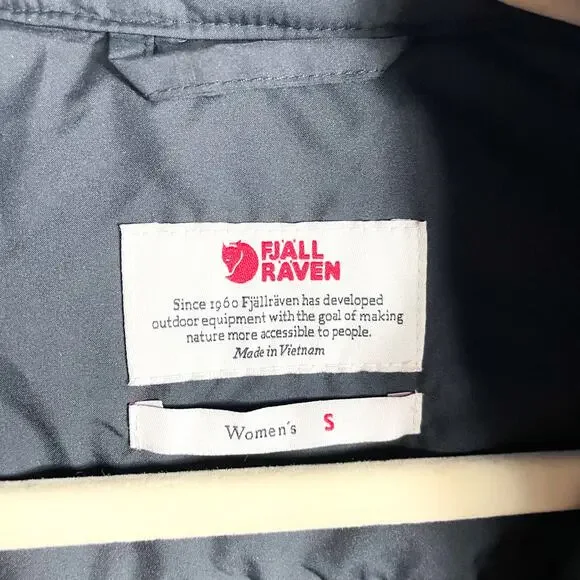 FJÄLL
RÄVEN
Since 1960 Fjällräven has developed
outdoor equipment with the goal of making
nature more accessible to people.
Made in Vietnam
Women's S